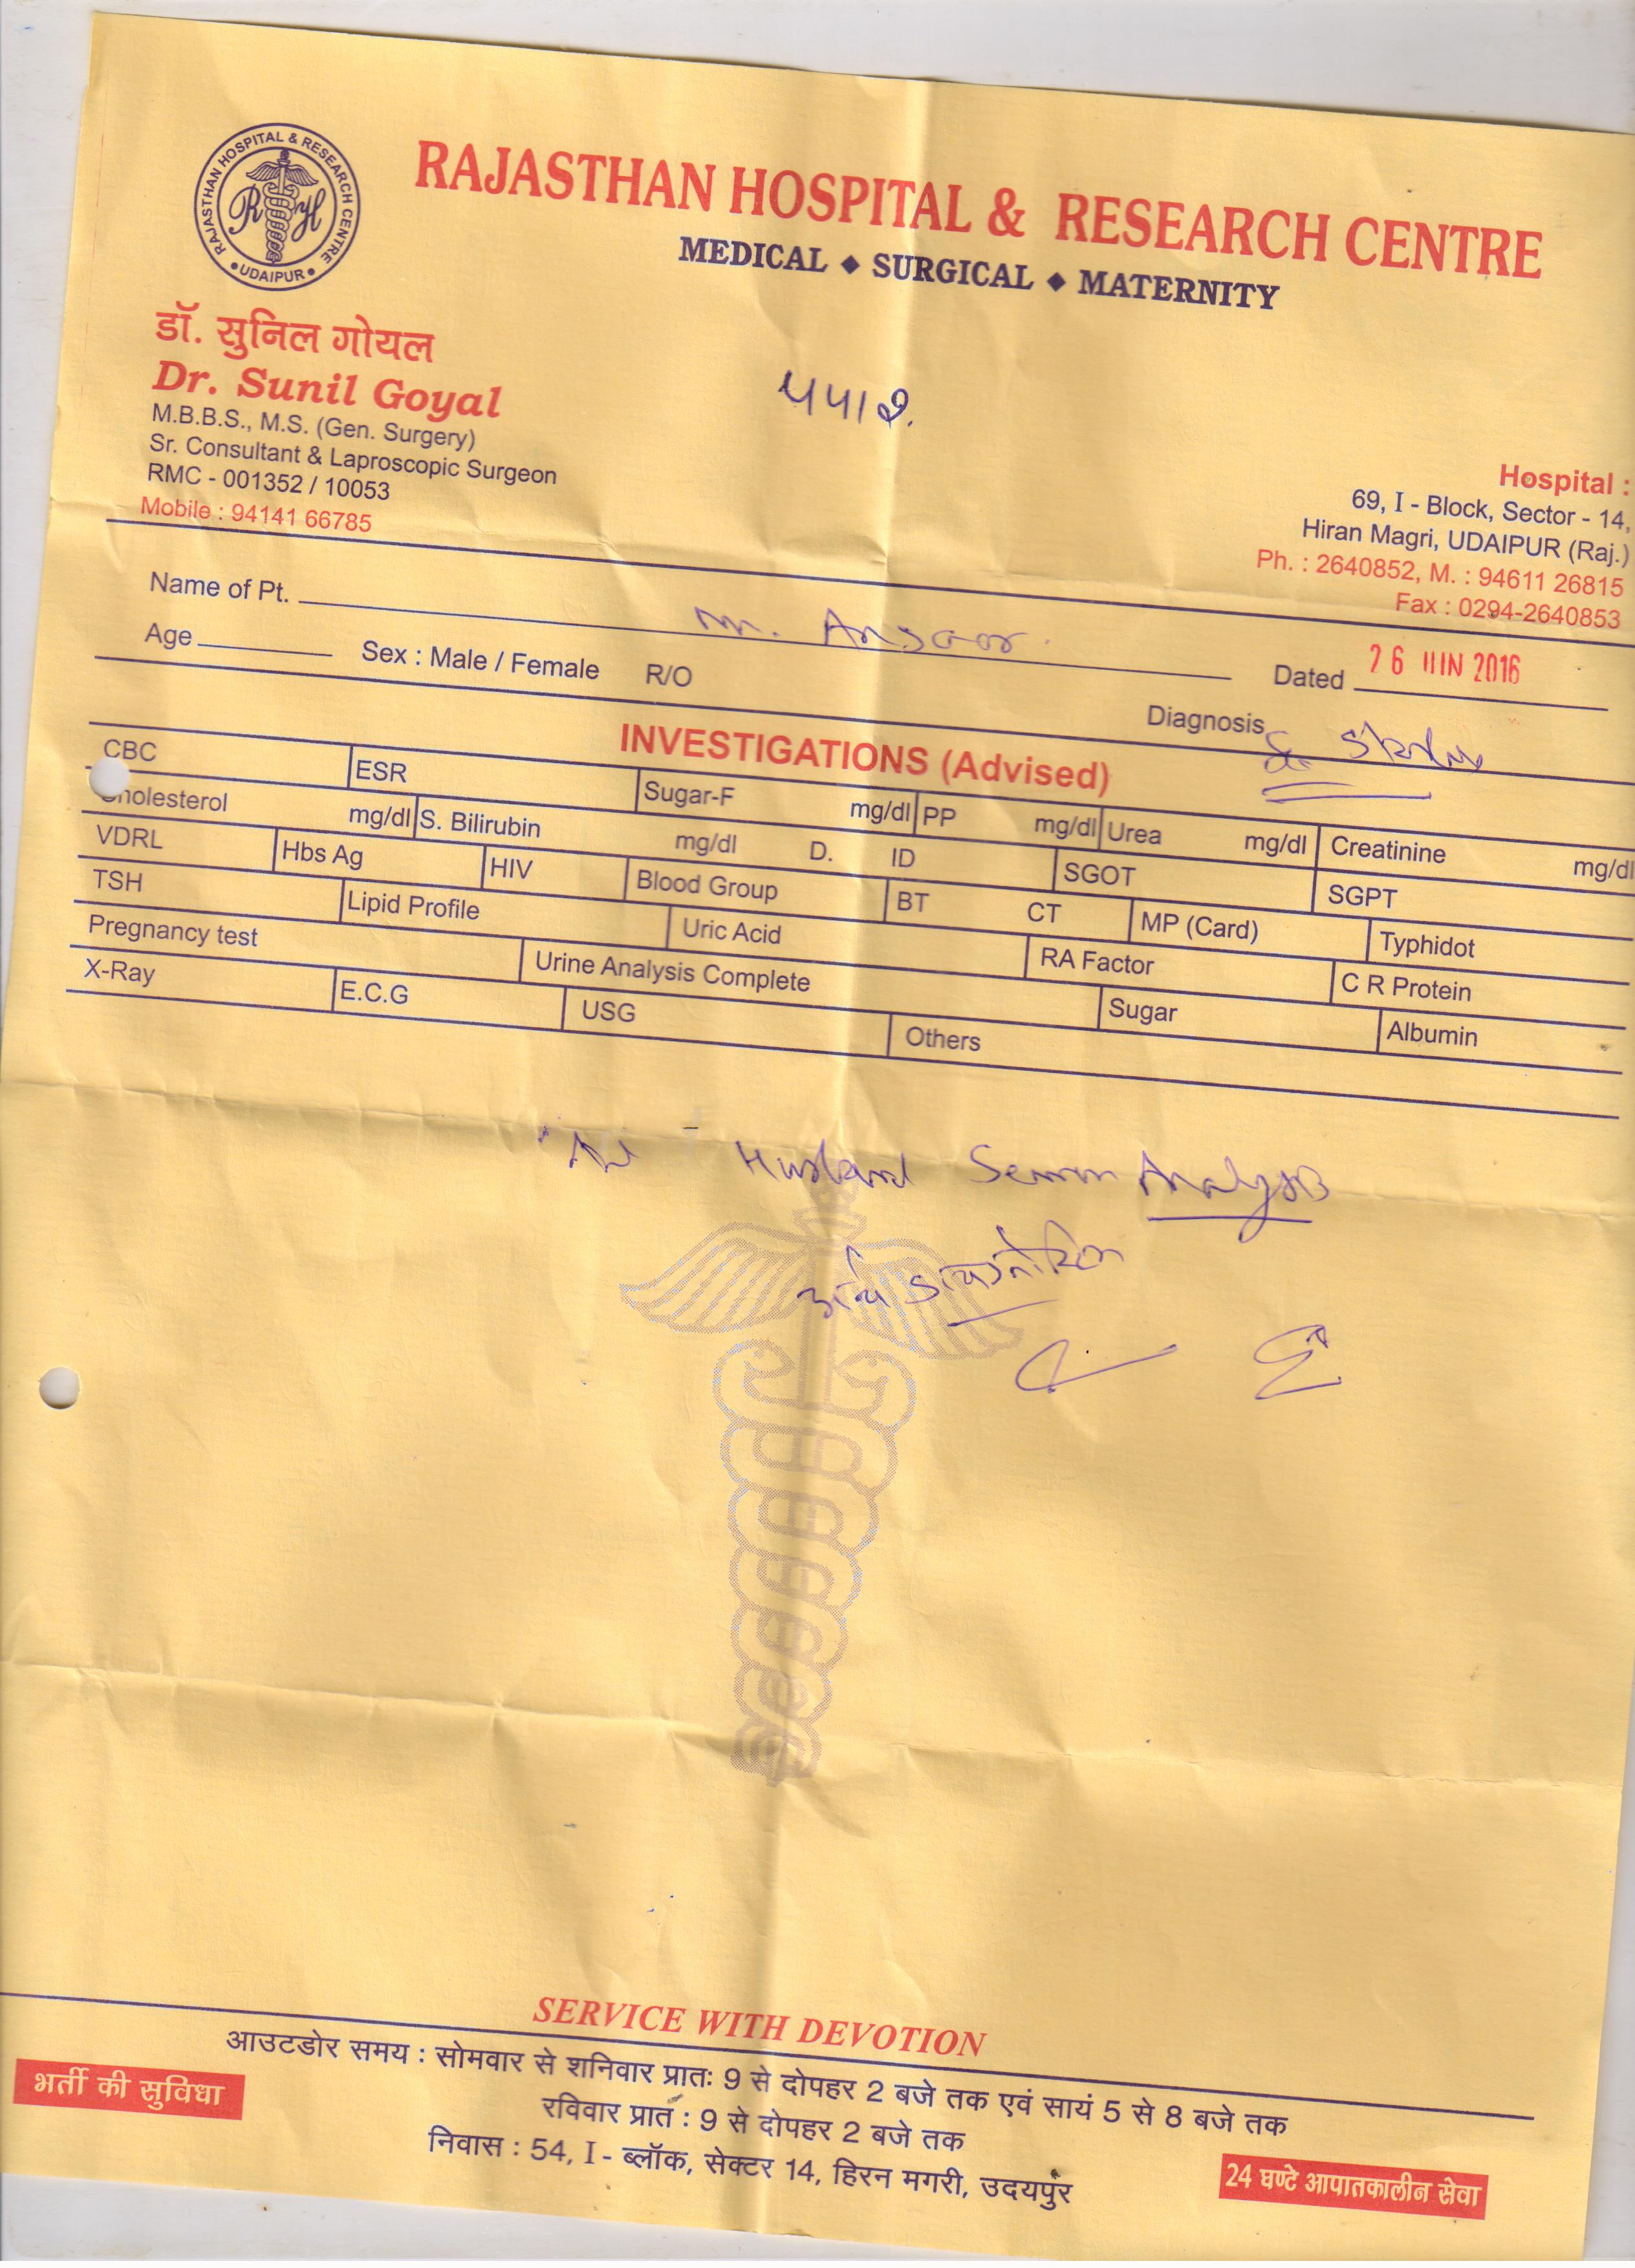 RAJASTHAN HOSPITAL & RESEARCH CENTRE
• UDAIPUR •
R H
RAJASTHAN HOSPITAL & RESEARCH CENTRE
MEDICAL ◆ SURGICAL ◆ MATERNITY
डॉ. सुनिल गोयल
Dr. Sunil Goyal
M.B.B.S., M.S. (Gen. Surgery)
Sr. Consultant & Laproscopic Surgeon
RMC - 001352 / 10053
Mobile : 94141 66785
Hospital :
69, I - Block, Sector - 14,
Hiran Magri, UDAIPUR (Raj.)
Ph. : 2640852, M. : 94611 26815
Fax : 0294-2640853
Name of Pt.
Age Sex : Male / Female R/O Dated 26 JUN 2016
Diagnosis
INVESTIGATIONS (Advised)
CBC ESR Sugar-F mg/dl PP mg/dl Urea mg/dl Creatinine mg/dl
Cholesterol mg/dl S. Bilirubin mg/dl D. ID SGOT SGPT
VDRL Hbs Ag HIV Blood Group BT CT MP (Card) Typhidot
TSH Lipid Profile Uric Acid RA Factor C R Protein
Pregnancy test Urine Analysis Complete Sugar Albumin
X-Ray E.C.G USG Others
Husband Semen Analysis
SERVICE WITH DEVOTION
आउटडोर समय : सोमवार से शनिवार प्रातः 9 से दोपहर 2 बजे तक एवं सायं 5 से 8 बजे तक
भर्ती की सुविधा
रविवार प्रात : 9 से दोपहर 2 बजे तक
निवास : 54, I - ब्लॉक, सेक्टर 14, हिरन मगरी, उदयपुर
24 घण्टे आपातकालीन सेवा